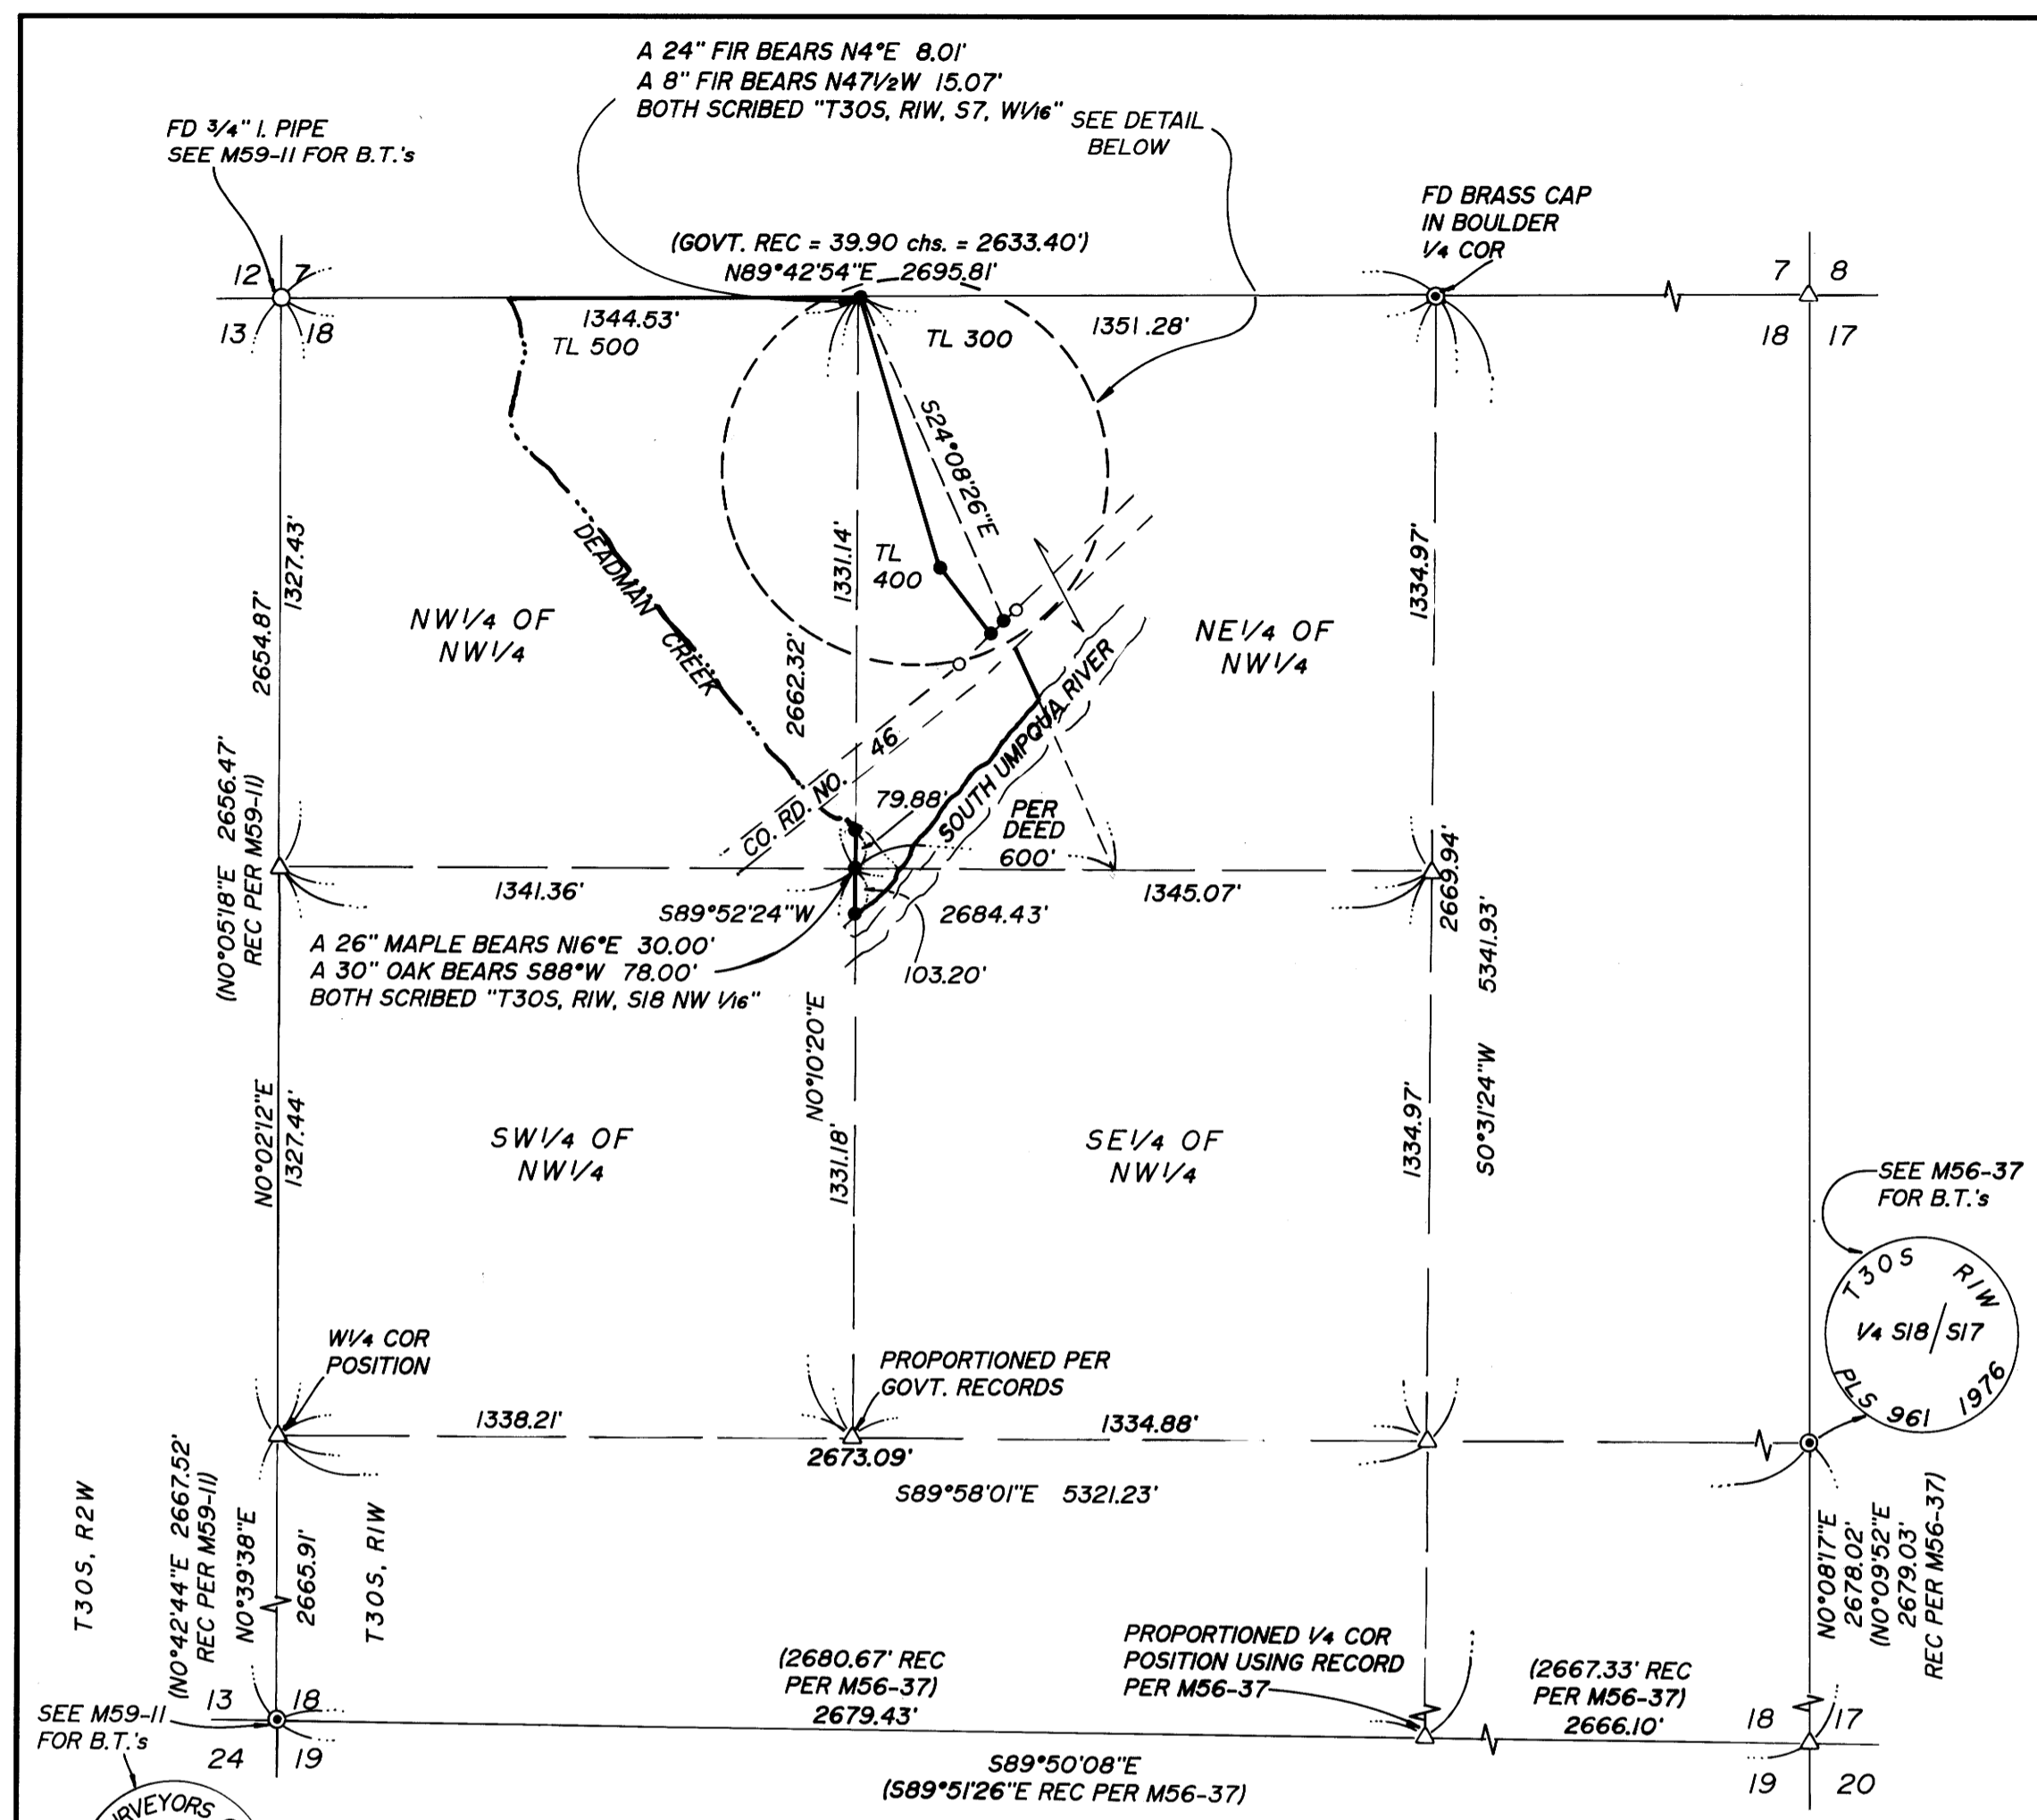 A 24" FIR BEARS N4°E 8.01'
A 8" FIR BEARS N47½W 15.07'
BOTH SCRIBED "T30S, R1W, S7, W1/16"
SEE DETAIL
BELOW
FD 3/4" I. PIPE
SEE M59-11 FOR B.T.'s
FD BRASS CAP
IN BOULDER
1/4 COR
(GOVT. REC = 39.90 chs. = 2633.40')
N89°42'54"E 2695.81'
12 7
13 18
7 8
18 17
1344.53'
TL 500
TL 300
1351.28'
S24°08'26"E
1327.43'
2654.87'
1331.14'
2662.32'
TL
400
1334.97'
DEADMAN CREEK
NW1/4 OF
NW1/4
NE1/4 OF
NW1/4
SOUTH UMPQUA RIVER
CO. RD. NO. 46
79.88'
PER
DEED
600'
(N0°05'18"E 2656.47'
REC PER M59-11)
1341.36'
S89°52'24"W
2684.43'
1345.07'
2669.94'
5341.93'
S0°31'24"W
A 26" MAPLE BEARS N16°E 30.00'
A 30" OAK BEARS S88°W 78.00'
BOTH SCRIBED "T30S, R1W, S18 NW 1/16"
103.20'
N0°10'20"E
N0°02'12"E
1327.44'
1331.18'
1334.97'
SW1/4 OF
NW1/4
SE1/4 OF
NW1/4
SEE M56-37
FOR B.T.'s
T30S R1W
1/4 S18/S17
PLS 961 1976
W1/4 COR
POSITION
PROPORTIONED PER
GOVT. RECORDS
1338.21'
1334.88'
2673.09'
S89°58'01"E 5321.23'
T30S, R2W
(N0°42'44"E 2667.52'
REC PER M59-11)
N0°39'38"E
2665.91'
T30S, R1W
N0°08'17"E
2678.02'
(N0°09'52"E
2679.03'
REC PER M56-37)
PROPORTIONED 1/4 COR
POSITION USING RECORD
PER M56-37
(2680.67' REC
PER M56-37)
2679.43'
(2667.33' REC
PER M56-37)
2666.10'
13 18
24 19
18 17
19 20
SEE M59-11
FOR B.T.'s
S89°50'08"E
(S89°51'26"E REC PER M56-37)